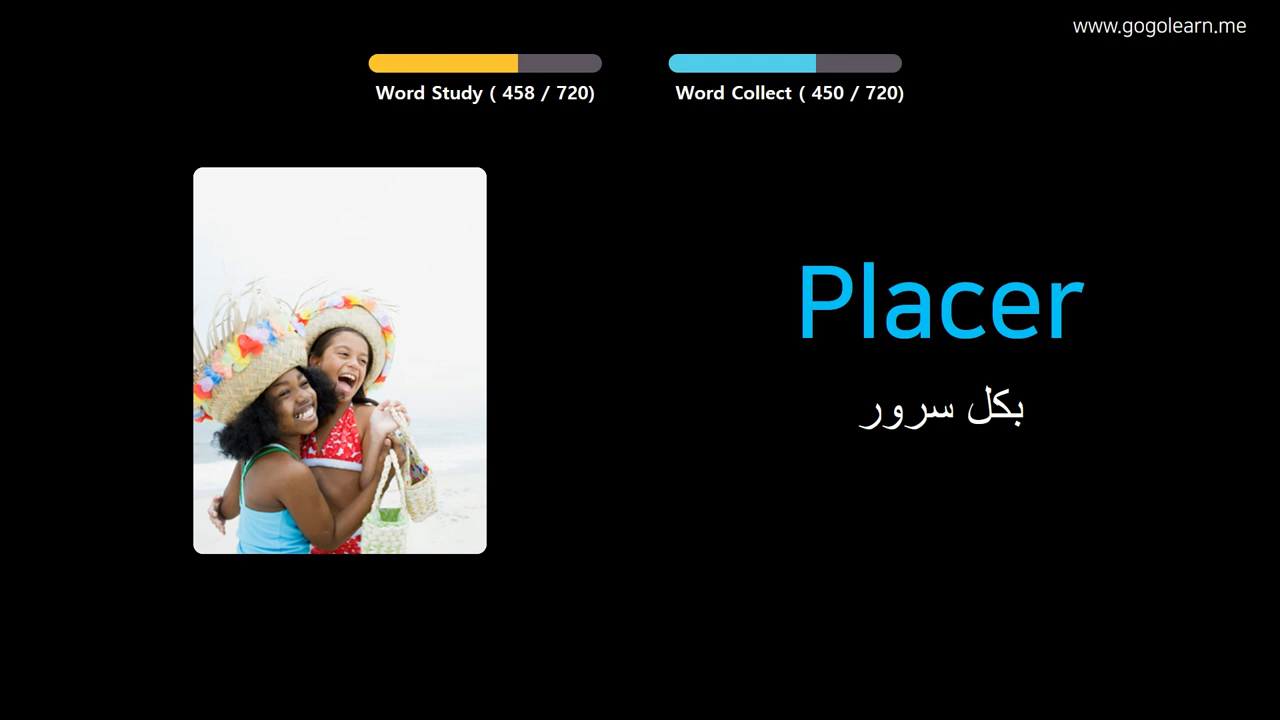 www.gogolearn.me
Word Study ( 458 / 720)
Word Collect ( 450 / 720)
Placer
بكل سرور